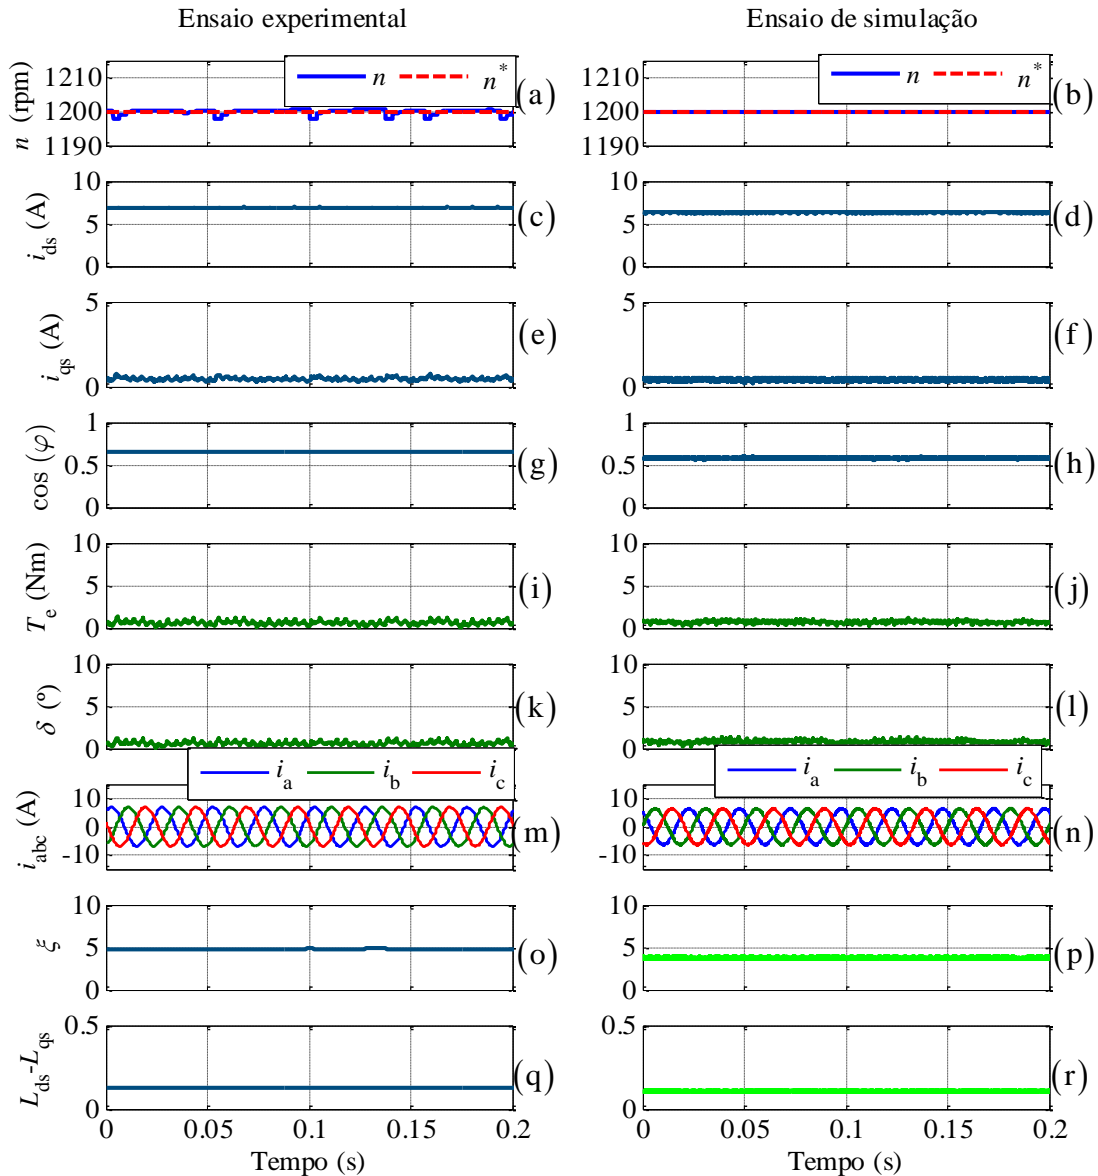 Ensaio experimental
Ensaio de simulação
n (rpm)
1210
1200
1190
n n*
(a)
1210
1200
1190
n n*
(b)
i_ds (A)
10
5
0
(c)
10
5
0
(d)
i_qs (A)
5
0
(e)
5
0
(f)
cos (φ)
1
0.5
0
(g)
1
0.5
0
(h)
T_e (Nm)
10
5
0
(i)
10
5
0
(j)
δ (º)
10
5
0
(k)
10
5
0
(l)
i_a i_b i_c
i_a i_b i_c
i_abc (A)
10
0
-10
(m)
10
0
-10
(n)
ξ
10
5
0
(o)
10
5
0
(p)
L_ds-L_qs
0.5
0
(q)
0.5
0
(r)
0 0.05 0.1 0.15 0.2
0 0.05 0.1 0.15 0.2
Tempo (s)
Tempo (s)